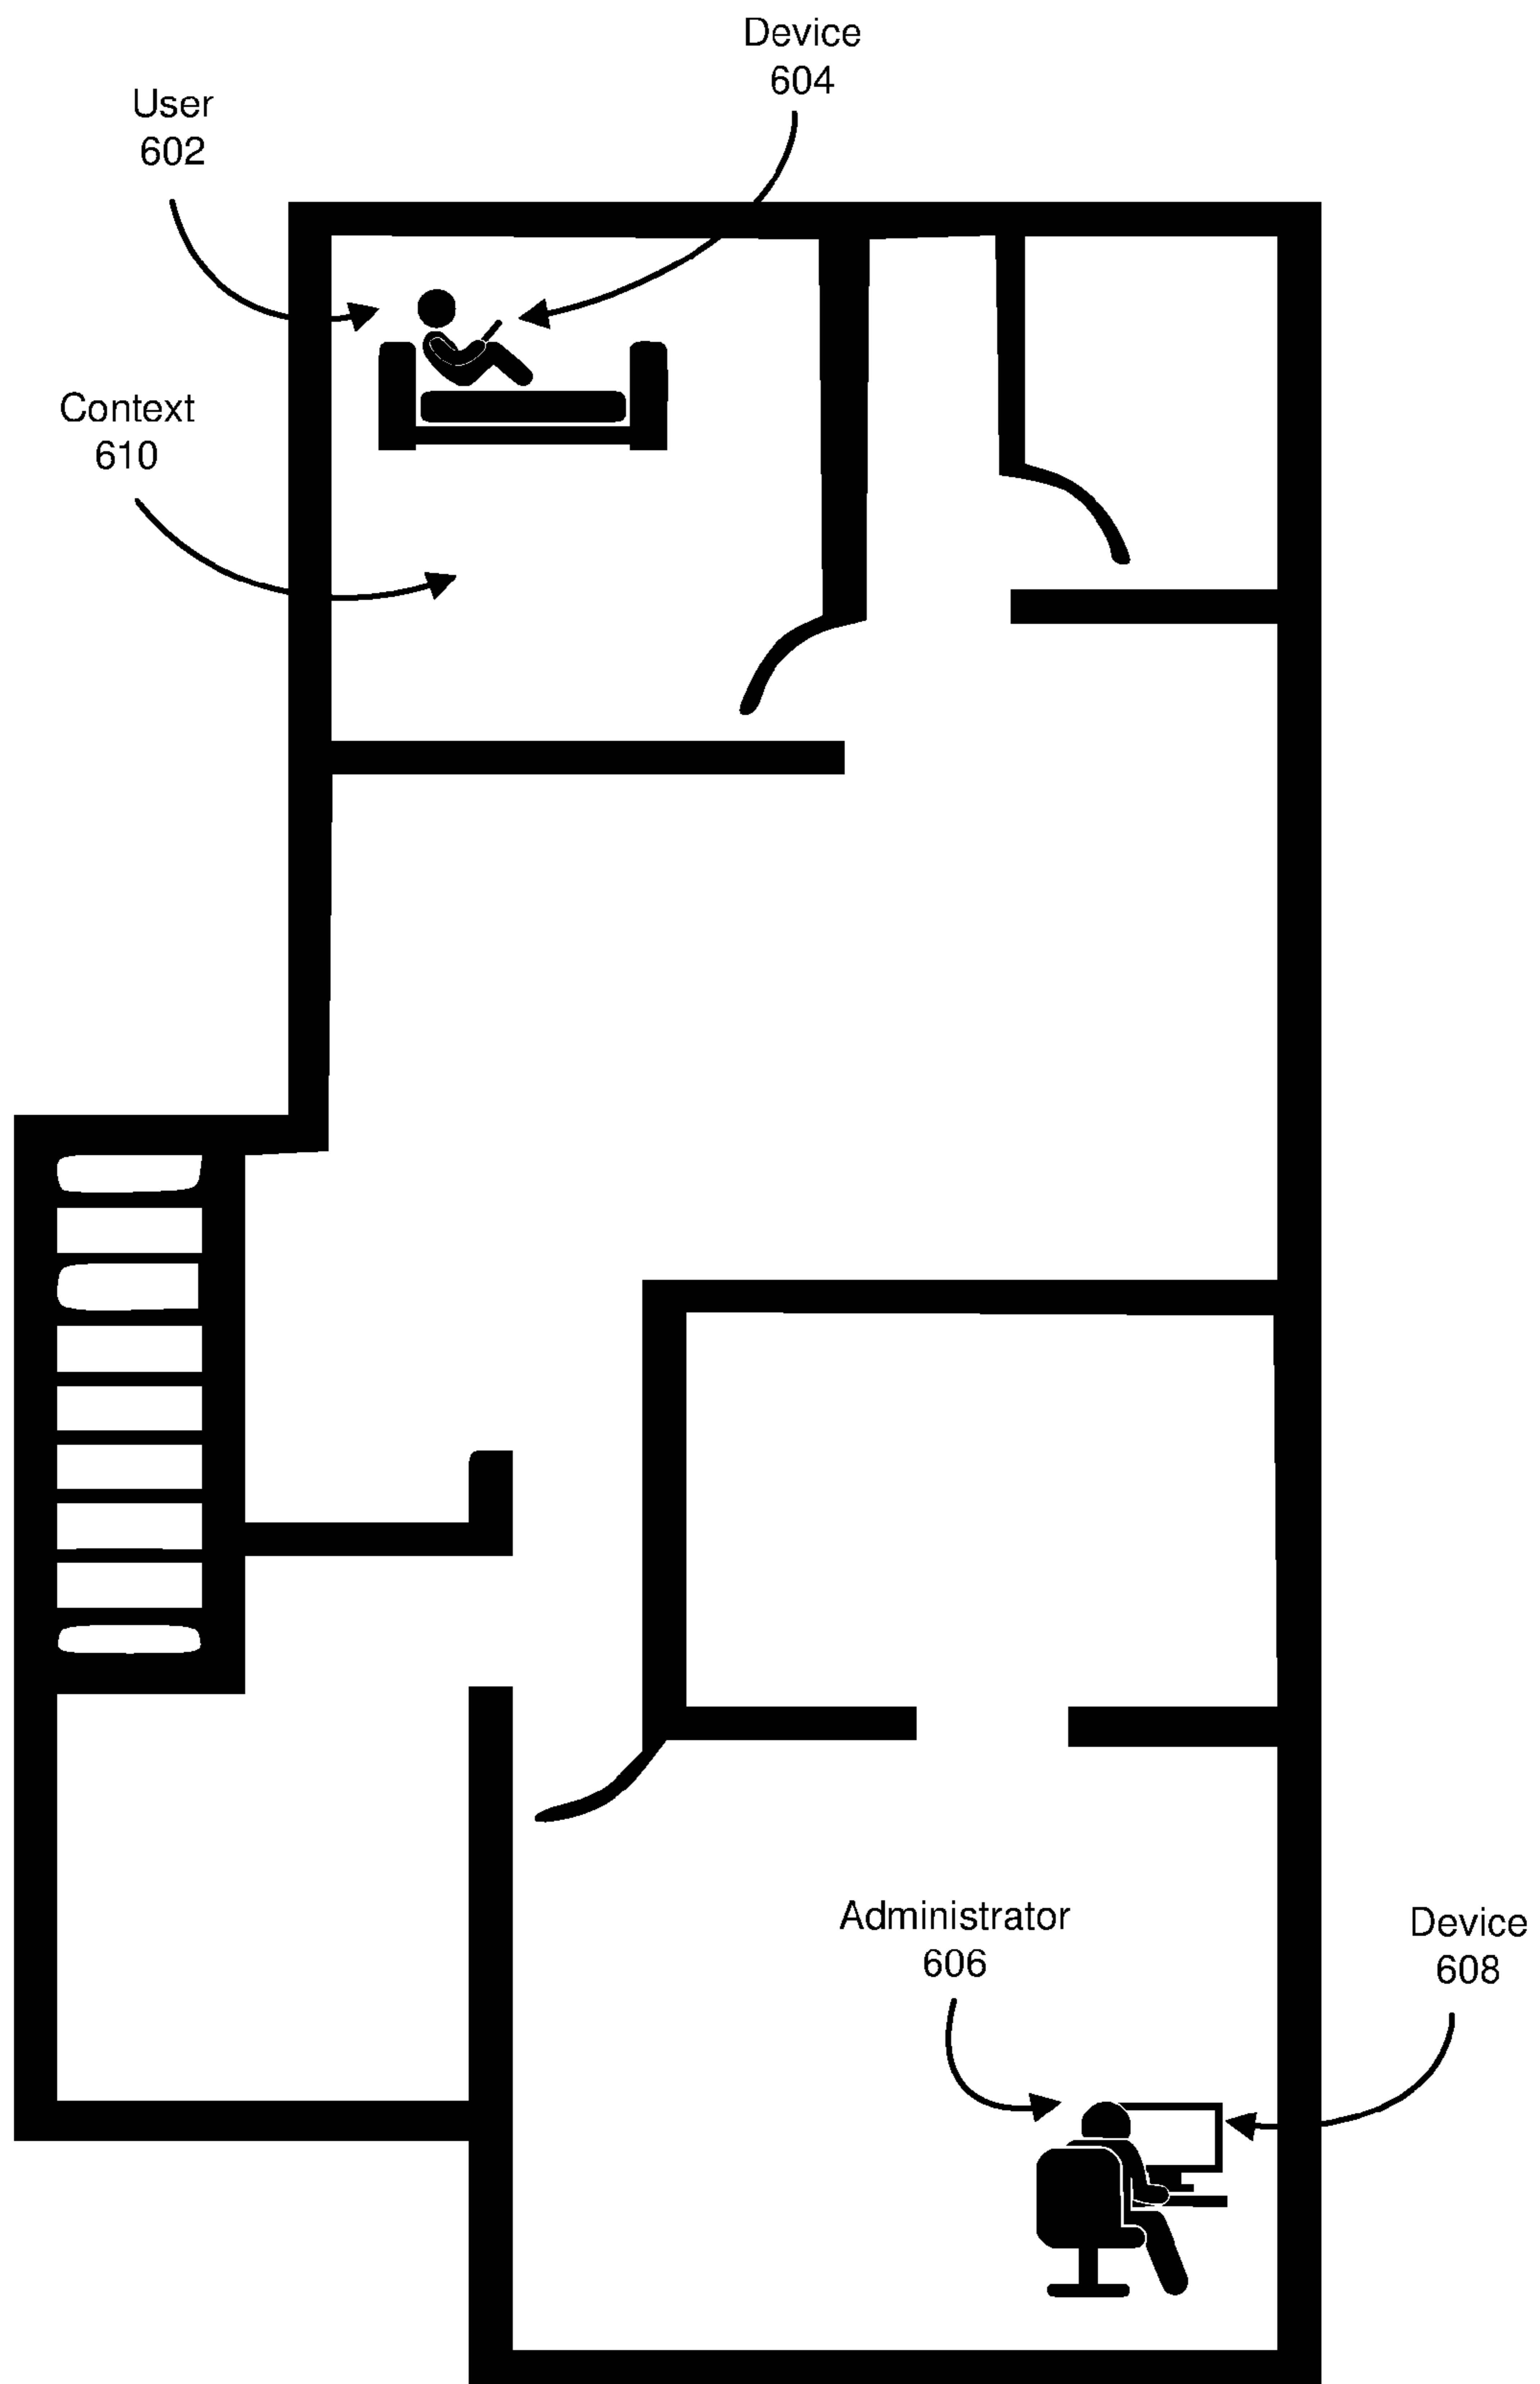 Device
604
User
602
Context
610
Administrator
606
Device
608